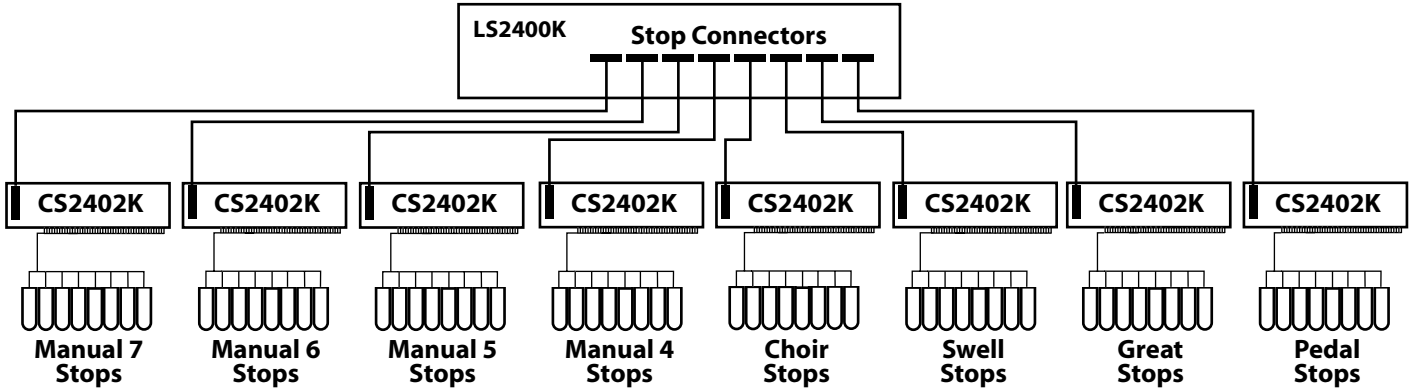 LS2400K
Stop Connectors
CS2402K
CS2402K
CS2402K
CS2402K
CS2402K
CS2402K
CS2402K
CS2402K
Manual 7
Stops
Manual 6
Stops
Manual 5
Stops
Manual 4
Stops
Choir
Stops
Swell
Stops
Great
Stops
Pedal
Stops